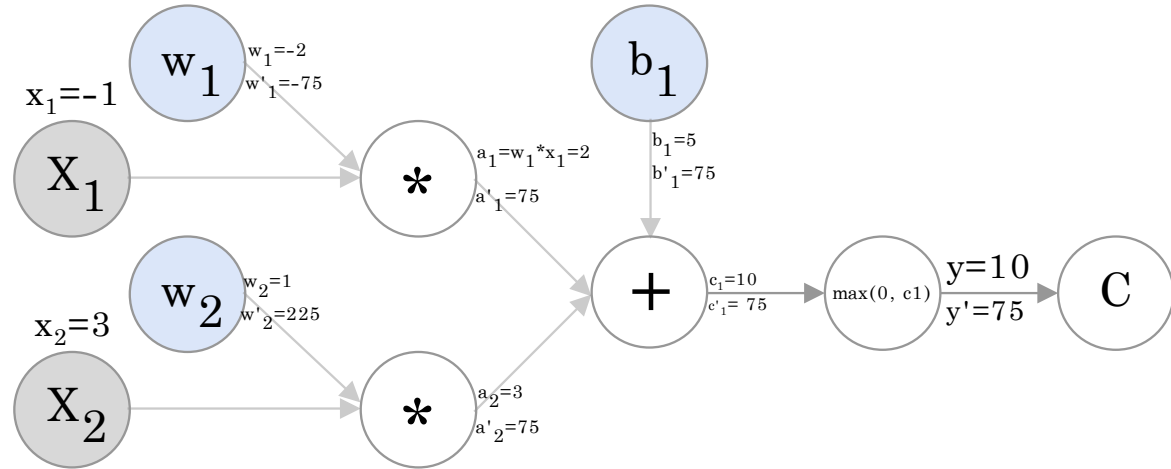 w₁
w₁=-2
w'₁=-75
b₁
x₁=-1
X₁
*
a₁=w₁*x₁=2
a'₁=75
b₁=5
b'₁=75
w₂
w₂=1
w'₂=225
+
c₁=10
c'₁= 75
max(0, c1)
y=10
y'=75
C
x₂=3
X₂
*
a₂=3
a'₂=75